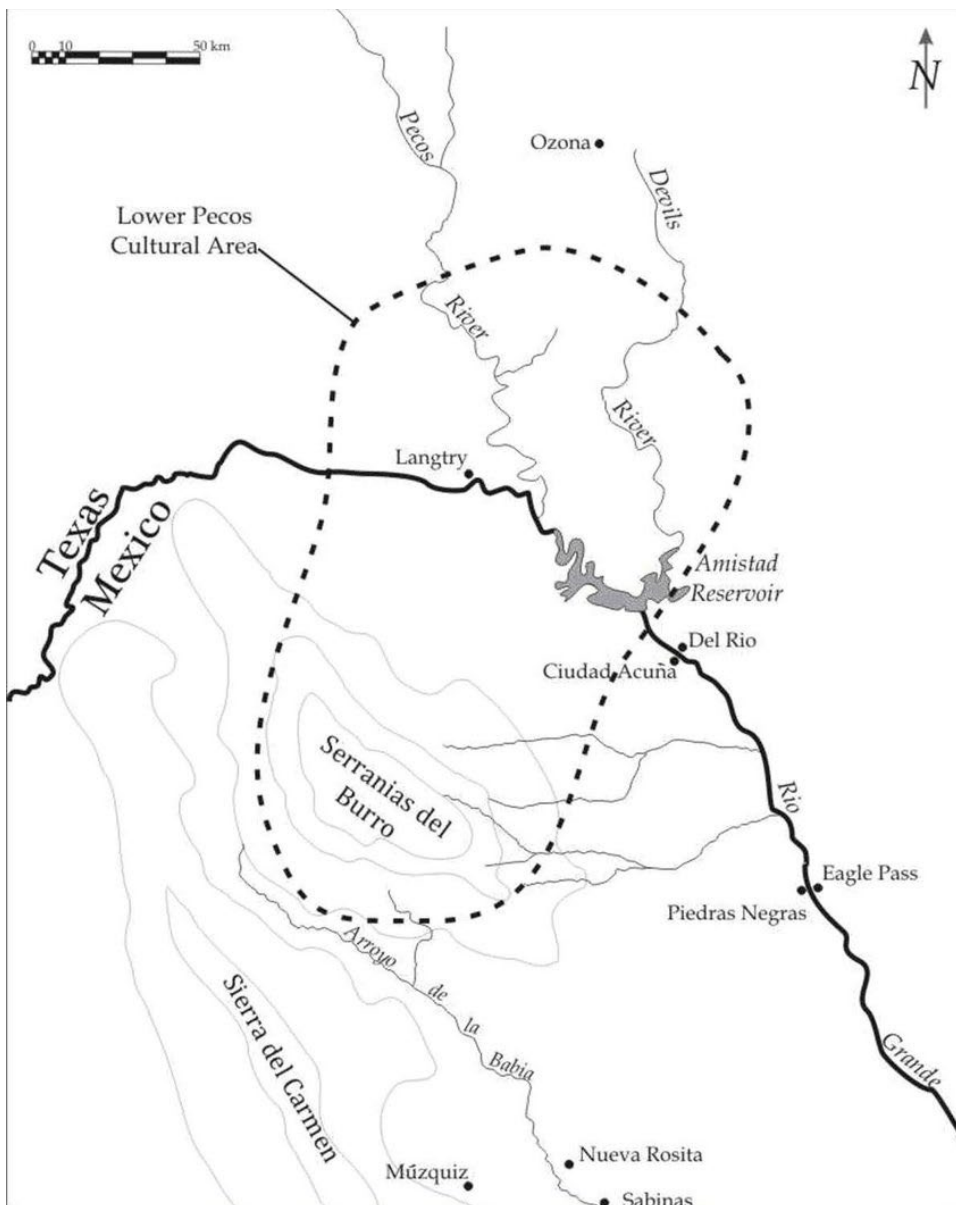 0 10 50 km
N
Pecos
Ozona
Devils
Lower Pecos
Cultural Area
River
River
Langtry
Texas
Mexico
Amistad
Reservoir
Del Rio
Ciudad Acuña
Serranias del
Burro
Rio
Eagle Pass
Piedras Negras
Arroyo
de
la
Babia
Sierra del Carmen
Grande
Nueva Rosita
Múzquiz
Sabinas